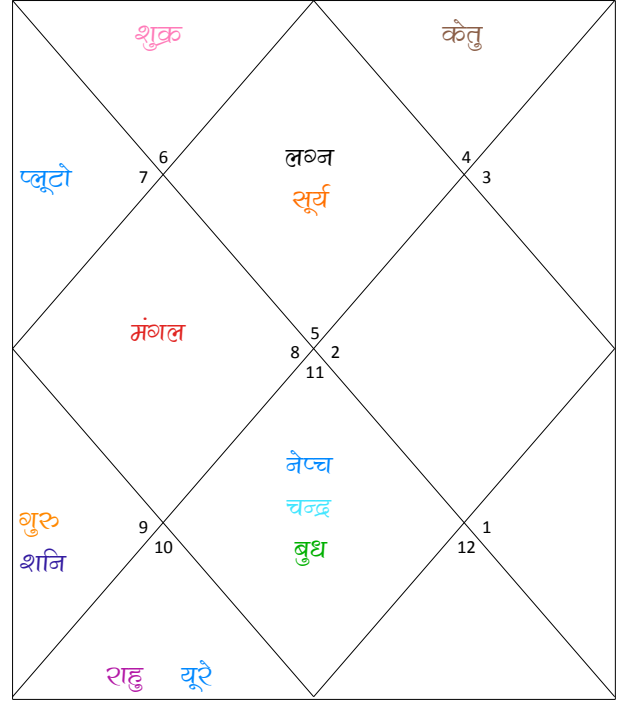 शुक्र केतु
6 4
प्लूटो 7 लग्न 3
सूर्य
मंगल 5
8 2
11
नेप्च
चन्द्र
गुरु 9 1
10 बुध 12
शनि
राहु यूरे